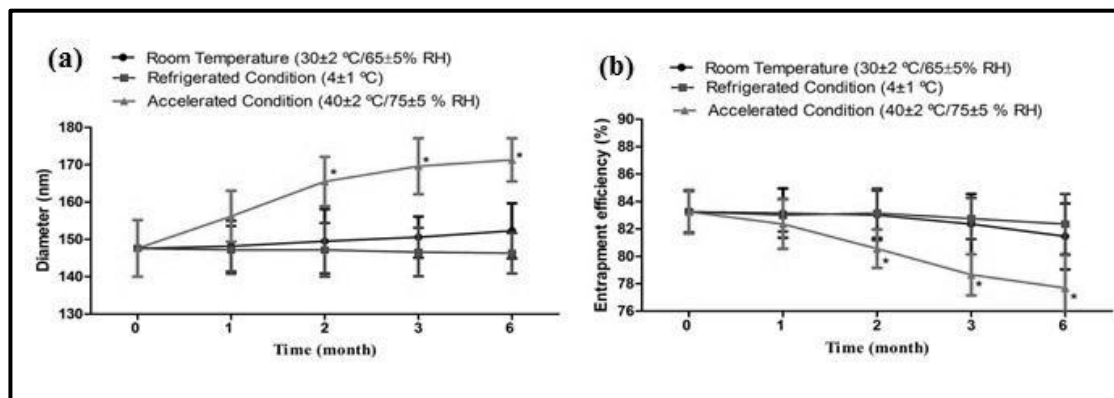 (a)
Room Temperature (30±2 ºC/65±5% RH)
Refrigerated Condition (4±1 ºC)
Accelerated Condition (40±2 ºC/75±5 % RH)
180
170
160
150
140
130
Diameter (nm)
*
*
*
0 1 2 3 6
Time (month)
(b)
Room Temperature (30±2 ºC/65±5% RH)
Refrigerated Condition (4±1 ºC)
Accelerated Condition (40±2 ºC/75±5 % RH)
88
86
84
82
80
78
76
Entrapment efficiency (%)
*
*
*
0 1 2 3 6
Time (month)